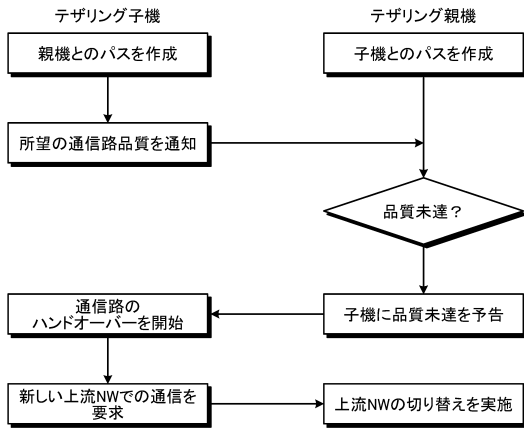 テザリング子機
テザリング親機
親機とのパスを作成
子機とのパスを作成
所望の通信路品質を通知
品質未達？
通信路の
ハンドオーバーを開始
子機に品質未達を予告
新しい上流NWでの通信を
要求
上流NWの切り替えを実施